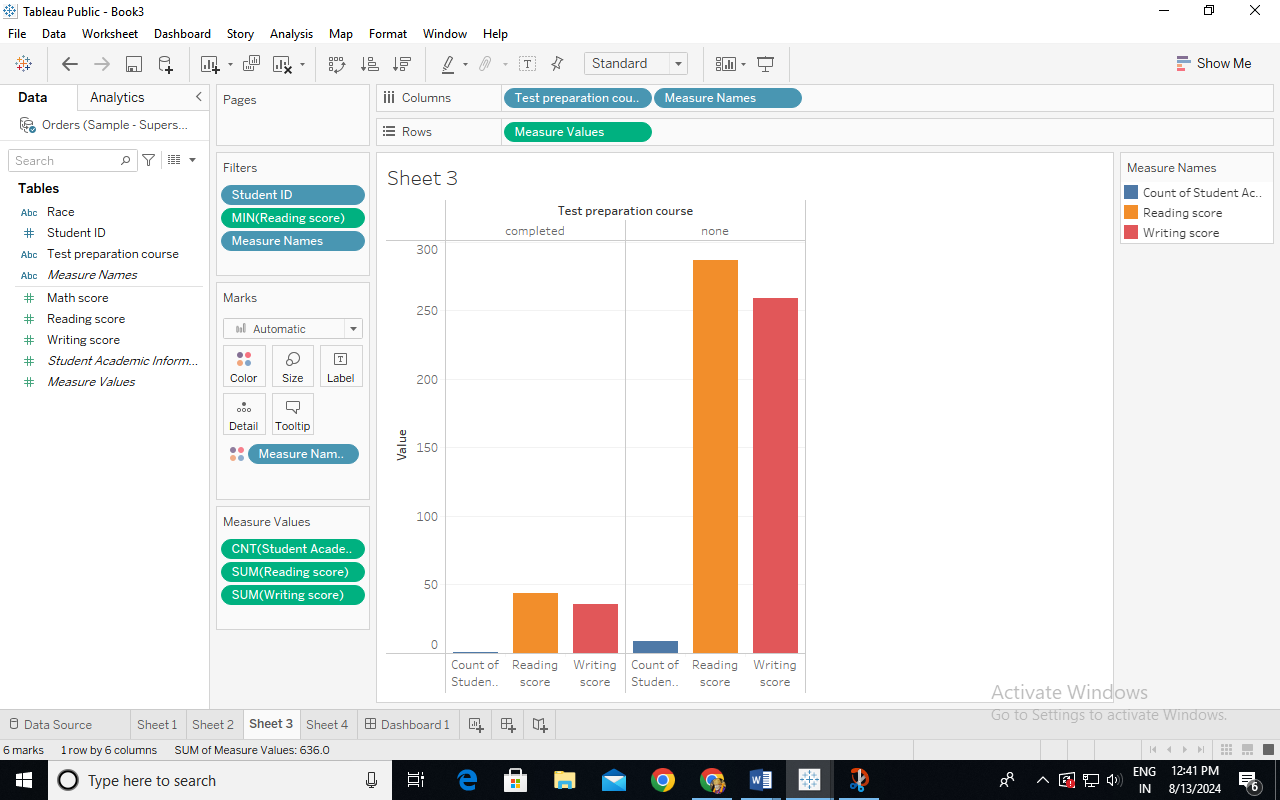 Tableau Public - Book3
File Data Worksheet Dashboard Story Analysis Map Format Window Help
Standard
Show Me
Data Analytics
Orders (Sample - Supers...
Search
Tables
Abc Race
Student ID
Abc Test preparation course
Abc Measure Names
Math score
Reading score
Writing score
Student Academic Inform...
Measure Values
Pages
Filters
Student ID
MIN(Reading score)
Measure Names
Marks
Automatic
Color Size Label
Detail Tooltip
Measure Nam..
Measure Values
CNT(Student Acade..
SUM(Reading score)
SUM(Writing score)
Columns Test preparation cou.. Measure Names
Rows Measure Values
Sheet 3
Test preparation course
completed none
300
250
200
150
100
50
0
Value
Count of Studen.. Reading score Writing score Count of Studen.. Reading score Writing score
Measure Names
Count of Student Ac..
Reading score
Writing score
Activate Windows
Go to Settings to activate Windows.
Data Source Sheet 1 Sheet 2 Sheet 3 Sheet 4 Dashboard 1
6 marks 1 row by 6 columns SUM of Measure Values: 636.0
Type here to search
ENG
IN
12:41 PM
8/13/2024
6